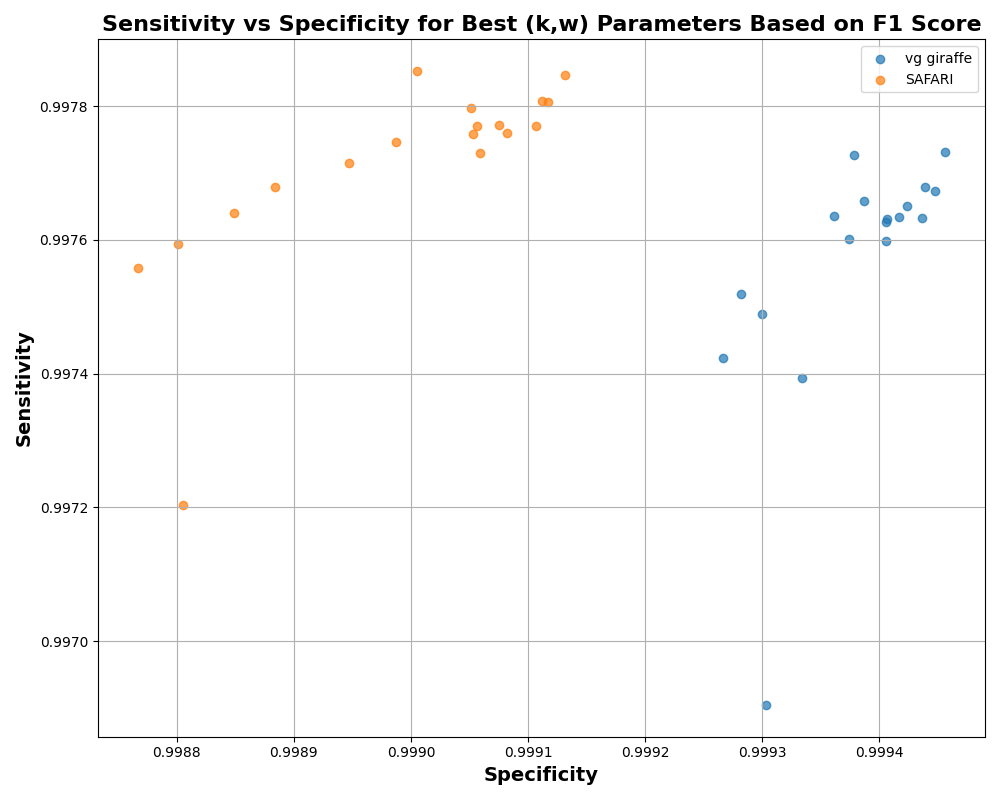 Sensitivity vs Specificity for Best (k,w) Parameters Based on F1 Score
vg giraffe
SAFARI
Sensitivity
0.9978
0.9976
0.9974
0.9972
0.9970
0.9988
0.9989
0.9990
0.9991
0.9992
0.9993
0.9994
Specificity